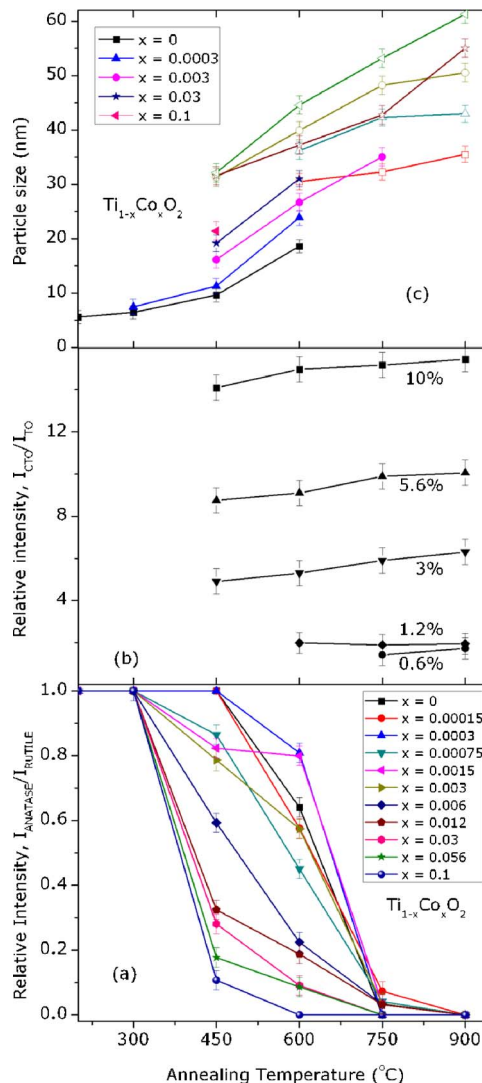 60
50
40
30
20
10
0
Particle size (nm)
x = 0
x = 0.0003
x = 0.003
x = 0.03
x = 0.1
Ti1-xCoxO2
(c)
12
8
4
Relative intensity, ICTO/ITO
10%
5.6%
3%
1.2%
0.6%
(b)
1.0
0.8
0.6
0.4
0.2
0.0
Relative Intensity, IANATASE/IRUTILE
x = 0
x = 0.00015
x = 0.0003
x = 0.00075
x = 0.0015
x = 0.003
x = 0.006
x = 0.012
x = 0.03
x = 0.056
x = 0.1
Ti1-xCoxO2
(a)
300 450 600 750 900
Annealing Temperature (°C)